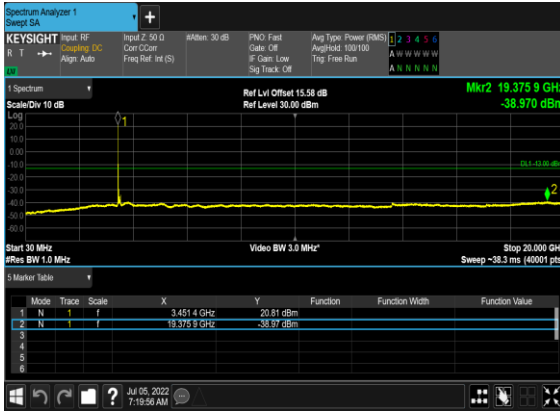 Spectrum Analyzer 1
Swept SA
+
KEYSIGHT Input: RF Input Z: 50 Ω #Atten: 30 dB PNO: Fast Avg Type: Power (RMS) 1 2 3 4 5 6
R T Coupling: DC Corr CCorr Gate: Off Avg|Hold: 100/100 A W W W W W
Align: Auto Freq Ref: Int (S) IF Gain: Low Trig: Free Run
Sig Track: Off A N N N N N
1 Spectrum Ref Lvl Offset 15.58 dB Mkr2 19.375 9 GHz
Scale/Div 10 dB Ref Level 30.00 dBm -38.970 dBm
Log
20.0 1
10.0
0.00
-10.0 DL1 -13.00 dBm
-20.0
-30.0 2
-40.0
-50.0
-60.0
Start 30 MHz Video BW 3.0 MHz* Stop 20.000 GHz
#Res BW 1.0 MHz Sweep ~38.3 ms (40001 pts
5 Marker Table
Mode Trace Scale X Y Function Function Width Function Value
1 N 1 f 3.451 4 GHz 20.81 dBm
2 N 1 f 19.375 9 GHz -38.97 dBm
3
4
5
6
? Jul 05, 2022
7:19:56 AM